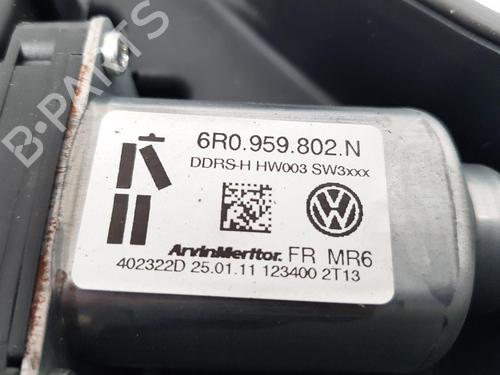 B-PARTS
6R0.959.802.N
DDRS-H HW003 SW3xxx
ArvinMeritor. FR MR6
402322D 25.01.11 123400 2T13